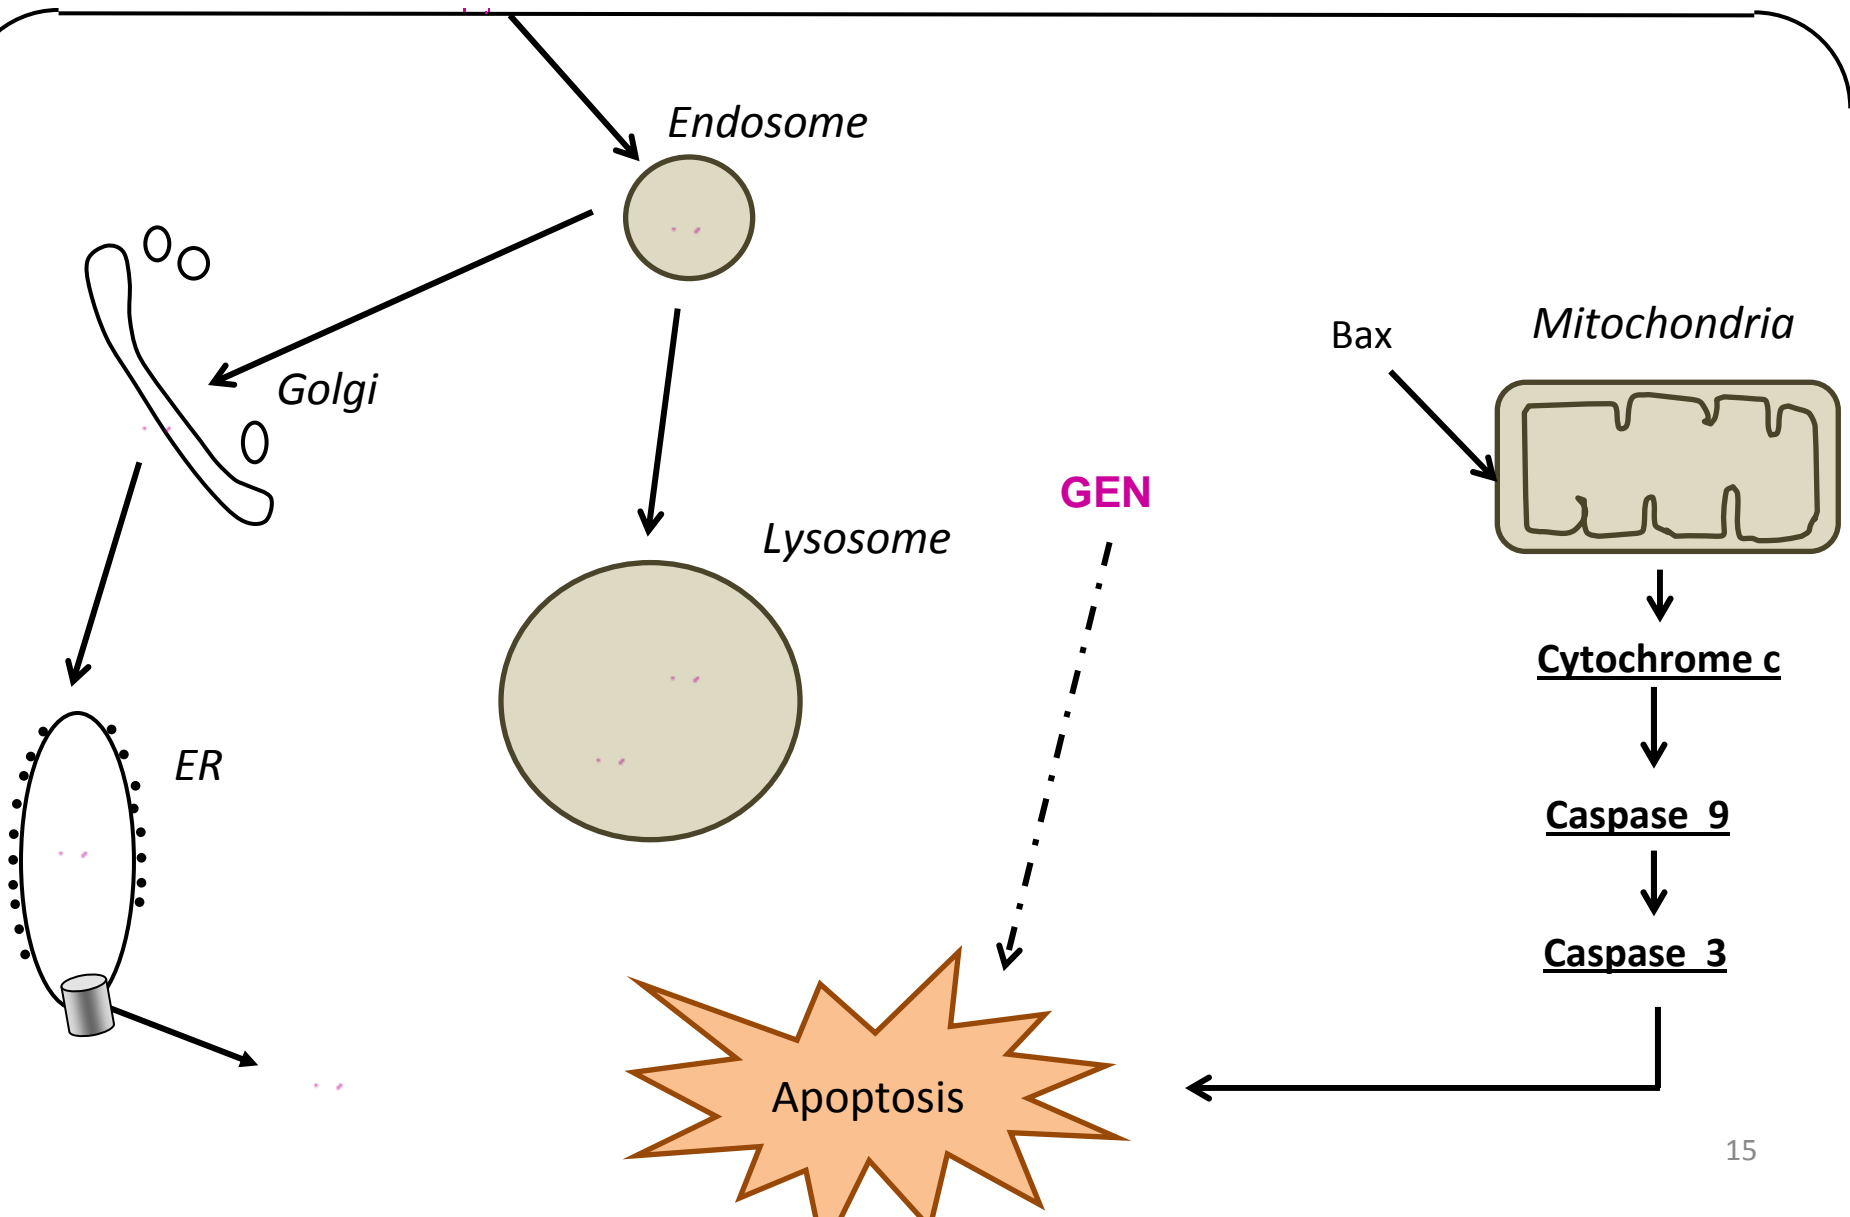 Endosome
Golgi
Bax
Mitochondria
GEN
Lysosome
Cytochrome c
ER
Caspase 9
Caspase 3
Apoptosis
15